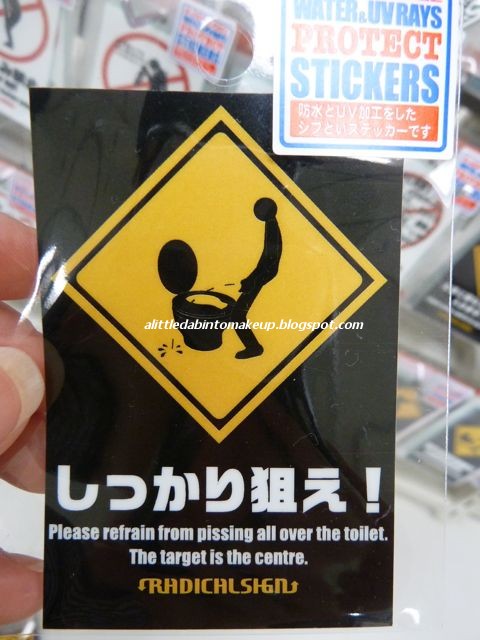 WATER & UV RAYS
PROTECT
STICKERS
防水とUV加工をした
シブといステッカーです
alittledabintomakeup.blogspot.com
しっかり狙え！
Please refrain from pissing all over the toilet.
The target is the centre.
RADICALSIGN